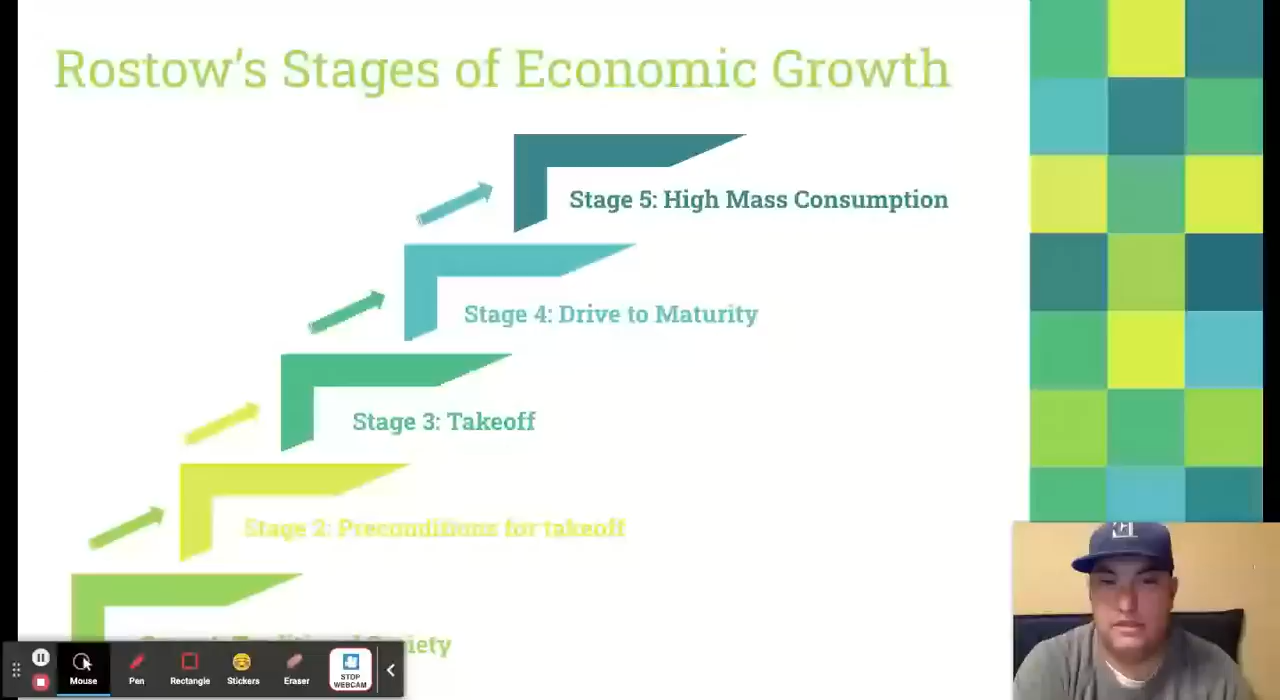 Rostow's Stages of Economic Growth
Stage 5: High Mass Consumption
Stage 4: Drive to Maturity
Stage 3: Takeoff
Stage 2: Preconditions for takeoff
Mouse
Pen
Rectangle
Stickers
Eraser
STOP
WEBCAM